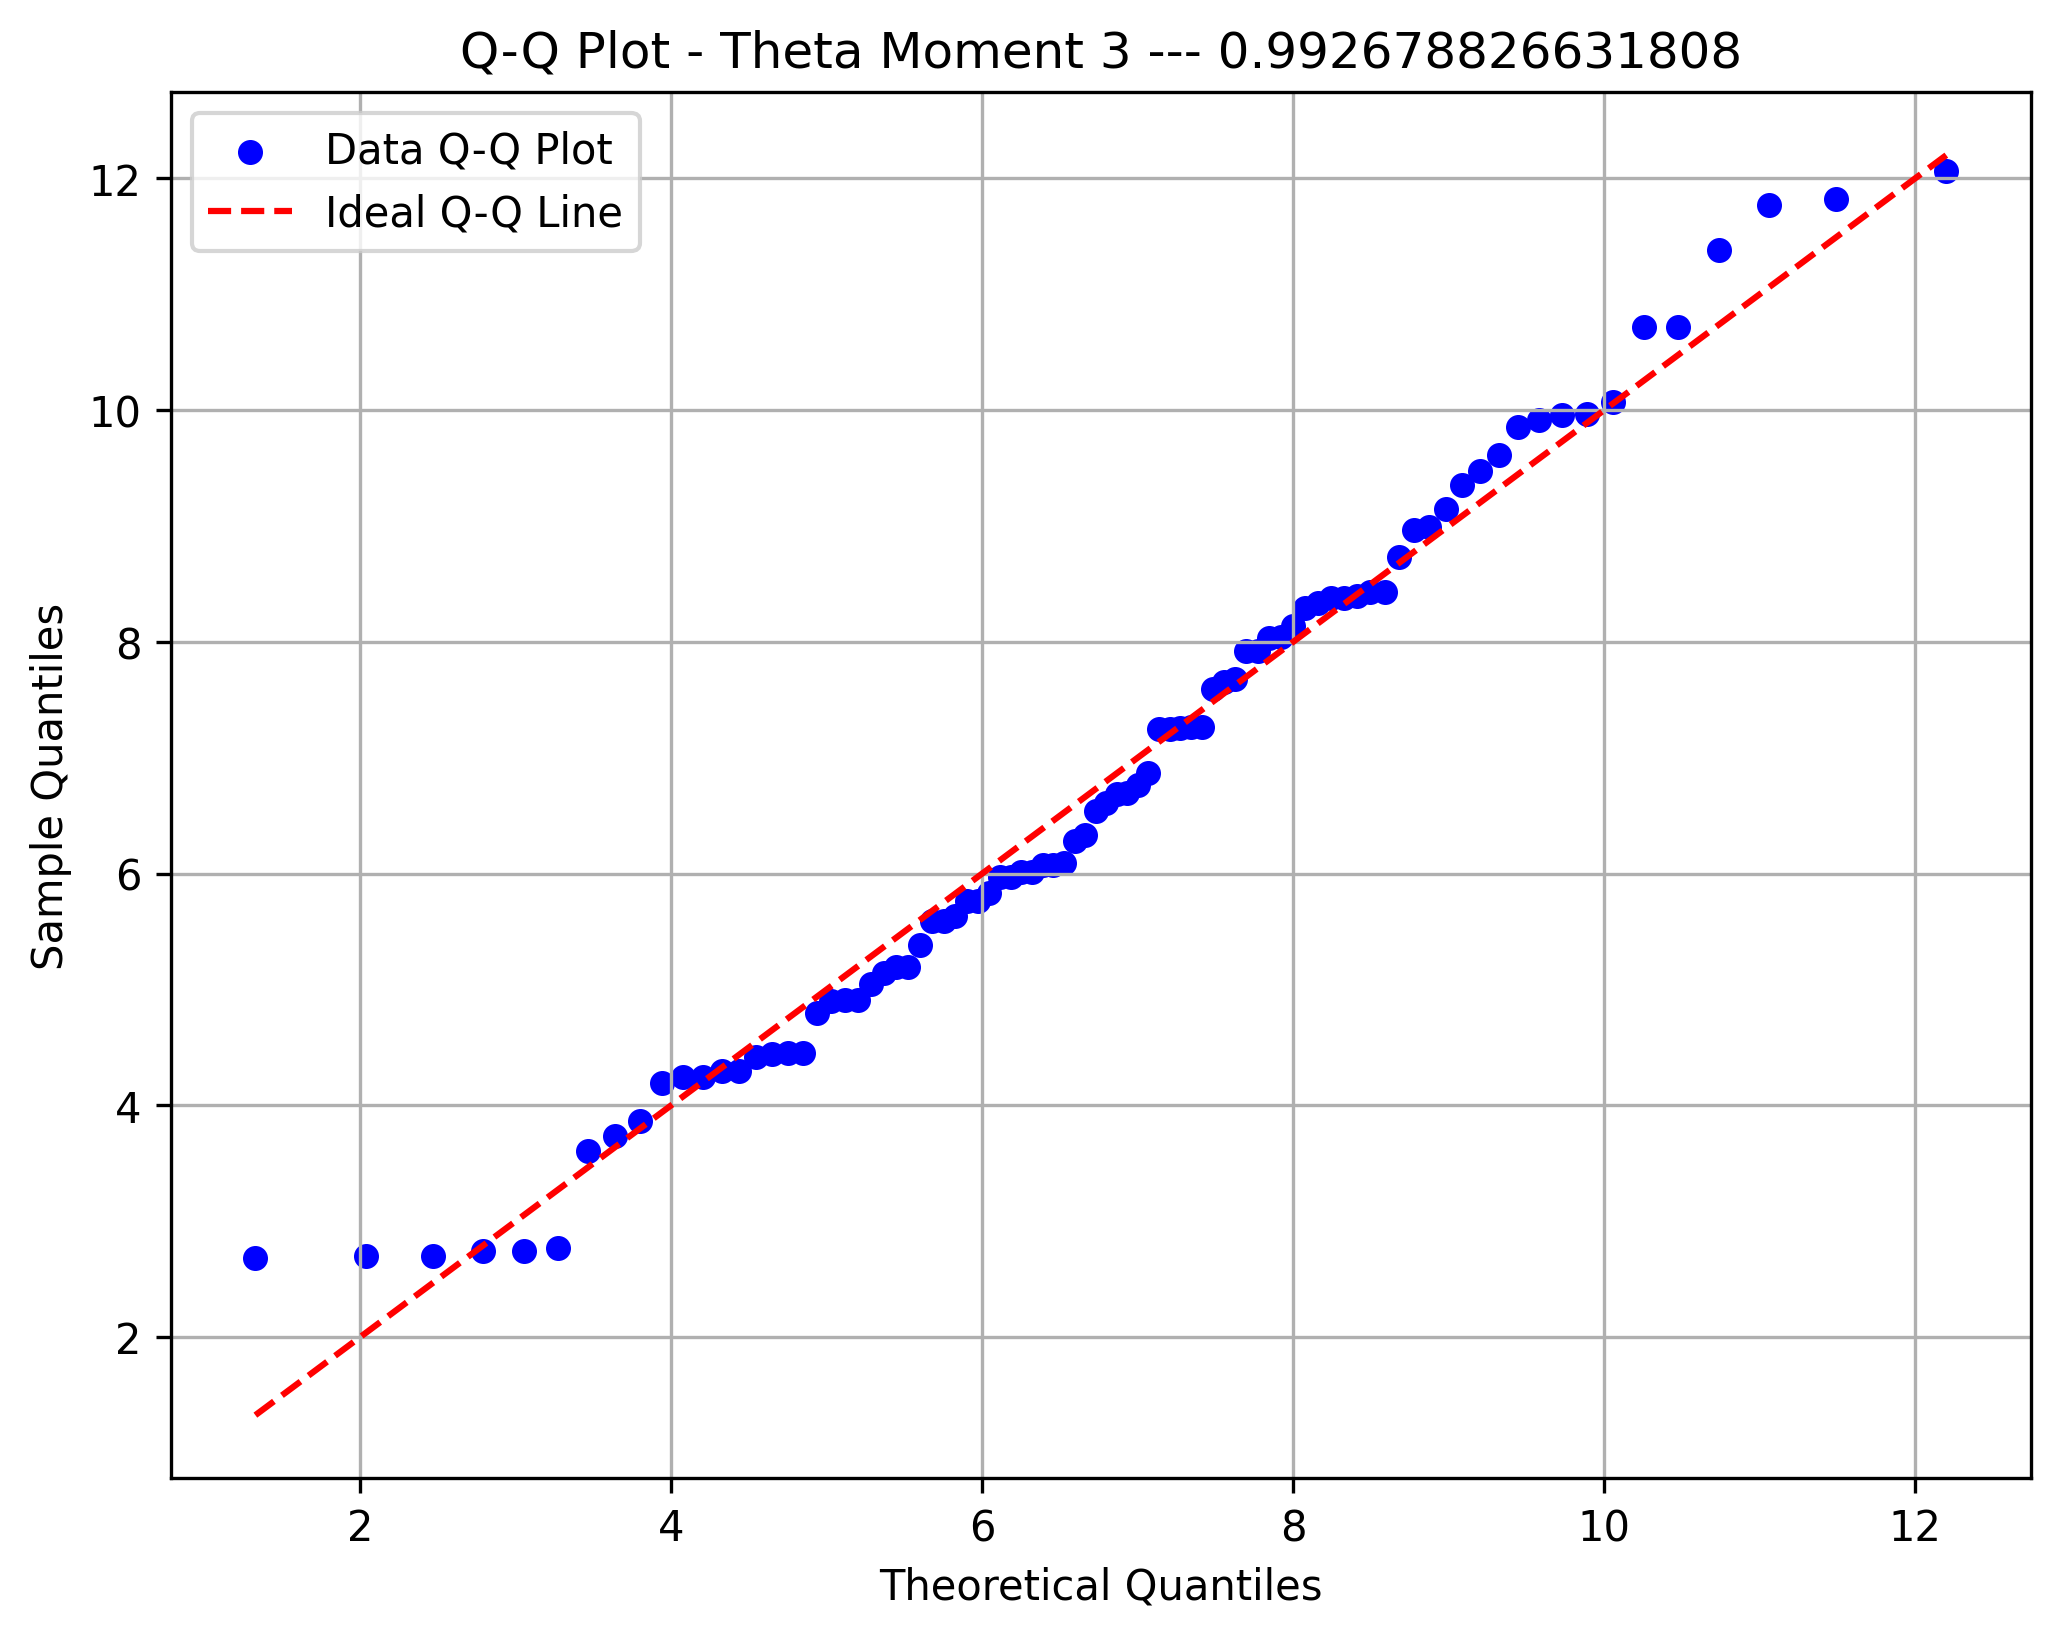 Q-Q Plot - Theta Moment 3 --- 0.992678826631808
Data Q-Q Plot
Ideal Q-Q Line
12
10
8
6
4
2
Sample Quantiles
2 4 6 8 10 12
Theoretical Quantiles